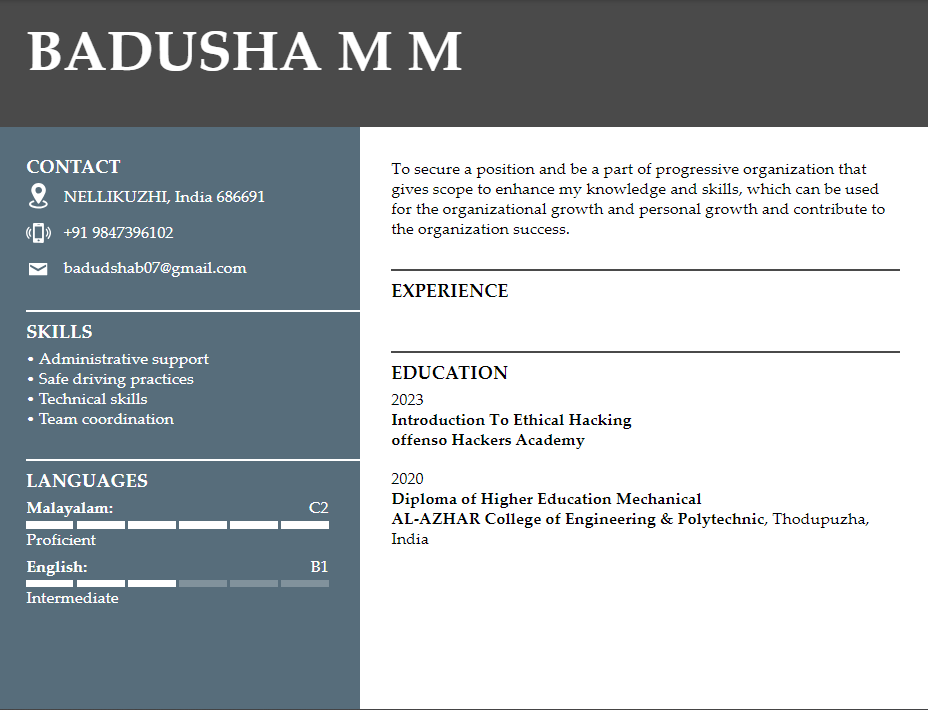 BADUSHA M M
CONTACT
NELLIKUZHI, India 686691
+91 9847396102
badudshab07@gmail.com
SKILLS
• Administrative support
• Safe driving practices
• Technical skills
• Team coordination
LANGUAGES
Malayalam: C2
Proficient
English: B1
Intermediate
To secure a position and be a part of progressive organization that
gives scope to enhance my knowledge and skills, which can be used
for the organizational growth and personal growth and contribute to
the organization success.
EXPERIENCE
EDUCATION
2023
Introduction To Ethical Hacking
offenso Hackers Academy
2020
Diploma of Higher Education Mechanical
AL-AZHAR College of Engineering & Polytechnic, Thodupuzha,
India